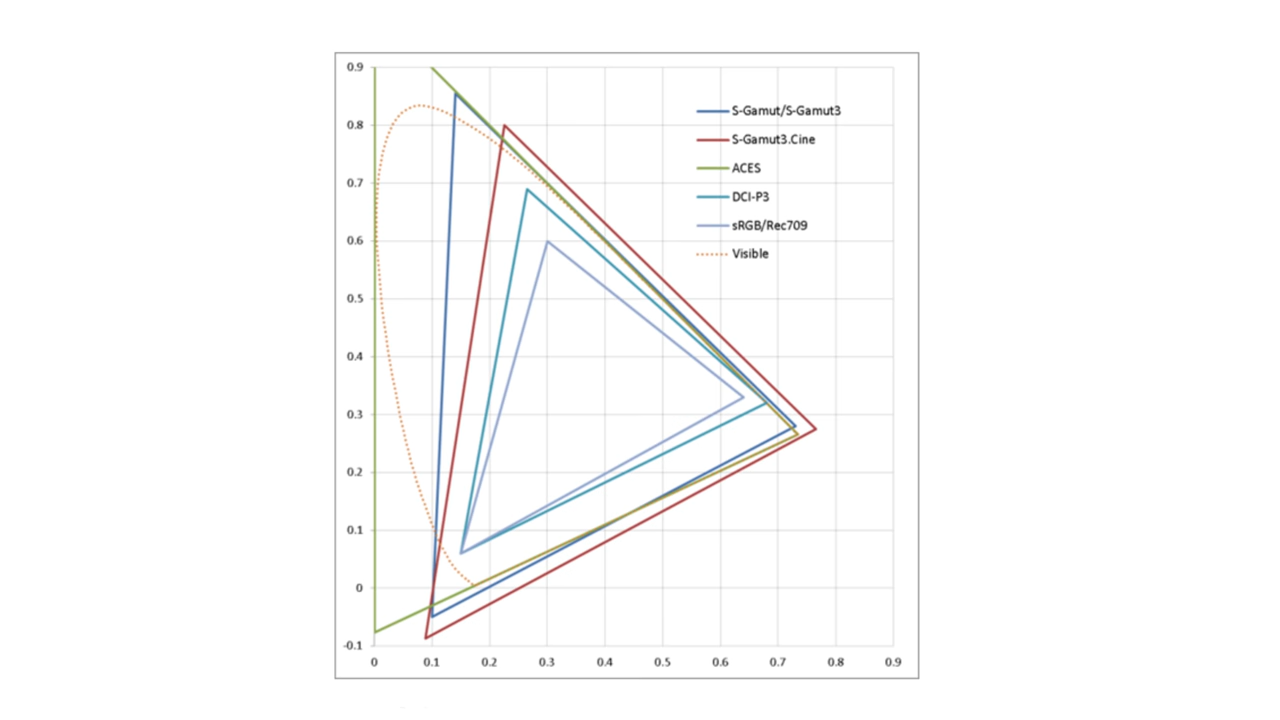 0.9
0.8
0.7
0.6
0.5
0.4
0.3
0.2
0.1
0
-0.1
0 0.1 0.2 0.3 0.4 0.5 0.6 0.7 0.8 0.9
S-Gamut/S-Gamut3
S-Gamut3.Cine
ACES
DCI-P3
sRGB/Rec709
Visible